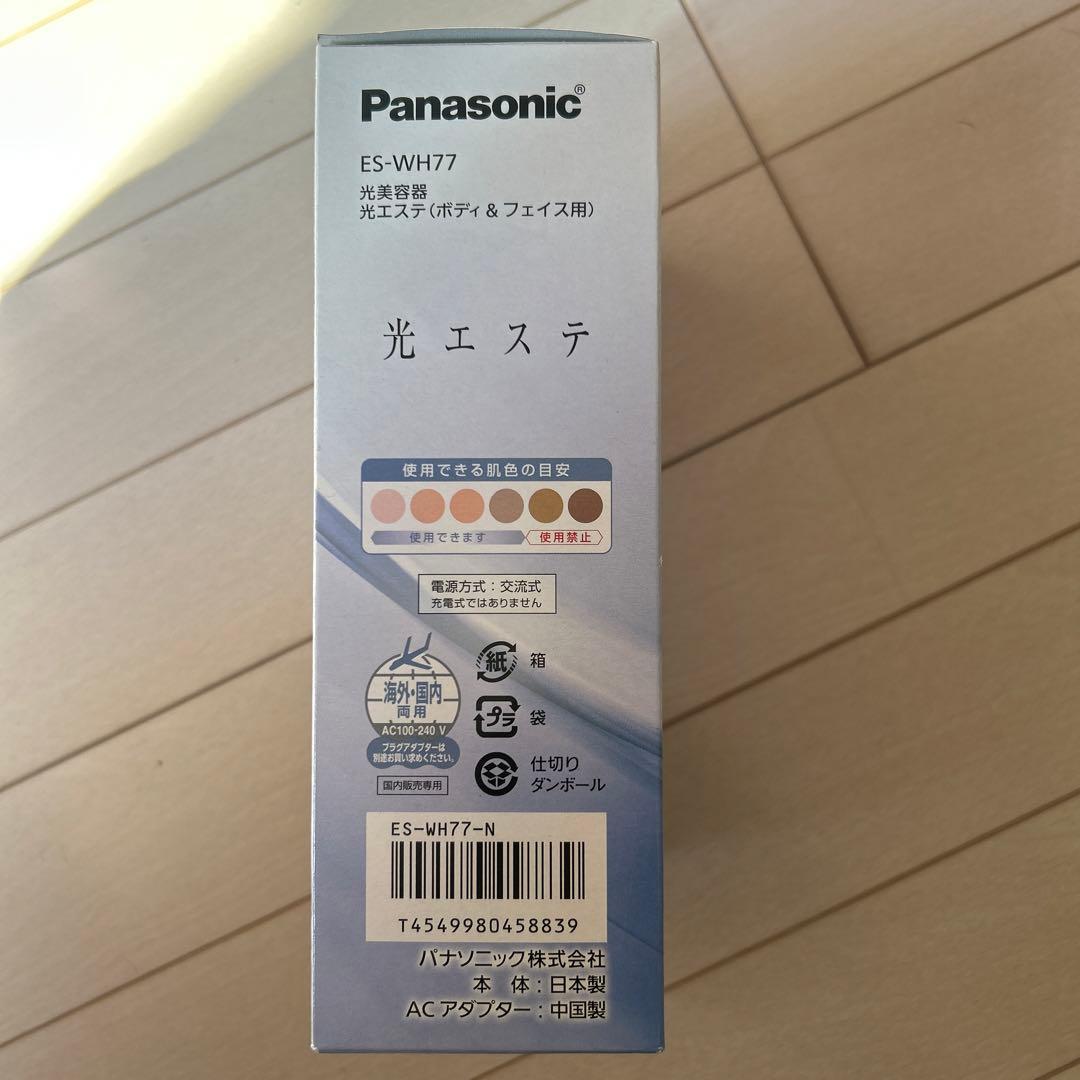 Panasonic®
ES-WH77
光美容器
光エステ（ボディ＆フェイス用）
光エステ
使用できる肌色の目安
使用できます
使用禁止
電源方式：交流式
充電式ではありません
海外・国内
両用
AC100-240 V
プラグアダプターは
別途お買い求めください。
国内販売専用
紙 箱
プラ 袋
仕切り
ダンボール
ES-WH77-N
T4549980458839
パナソニック株式会社
本　体：日本製
ACアダプター：中国製